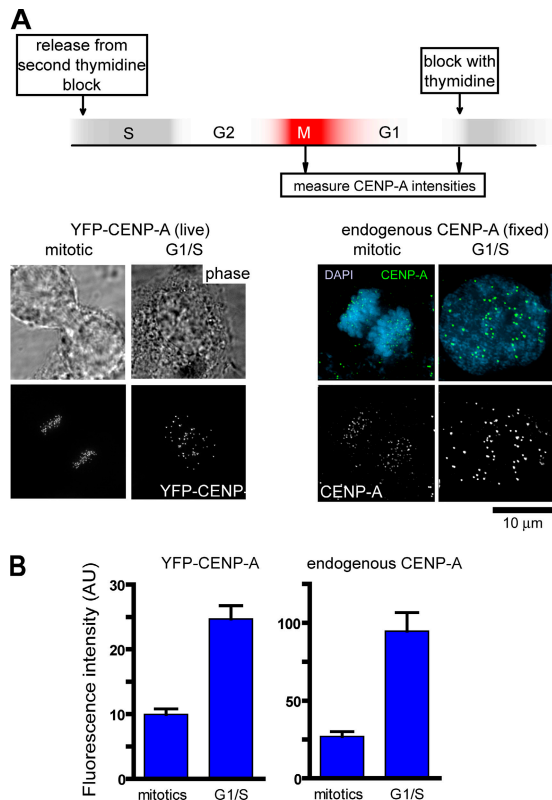 A
release from
second thymidine
block
block with
thymidine
S G2 M G1
measure CENP-A intensities
YFP-CENP-A (live)
mitotic G1/S
phase
YFP-CENP-
endogenous CENP-A (fixed)
mitotic G1/S
DAPI CENP-A
CENP-A
10 μm
B
YFP-CENP-A
endogenous CENP-A
Fluorescence intensity (AU)
30
20
10
0
mitotics G1/S
100
50
0
mitotics G1/S